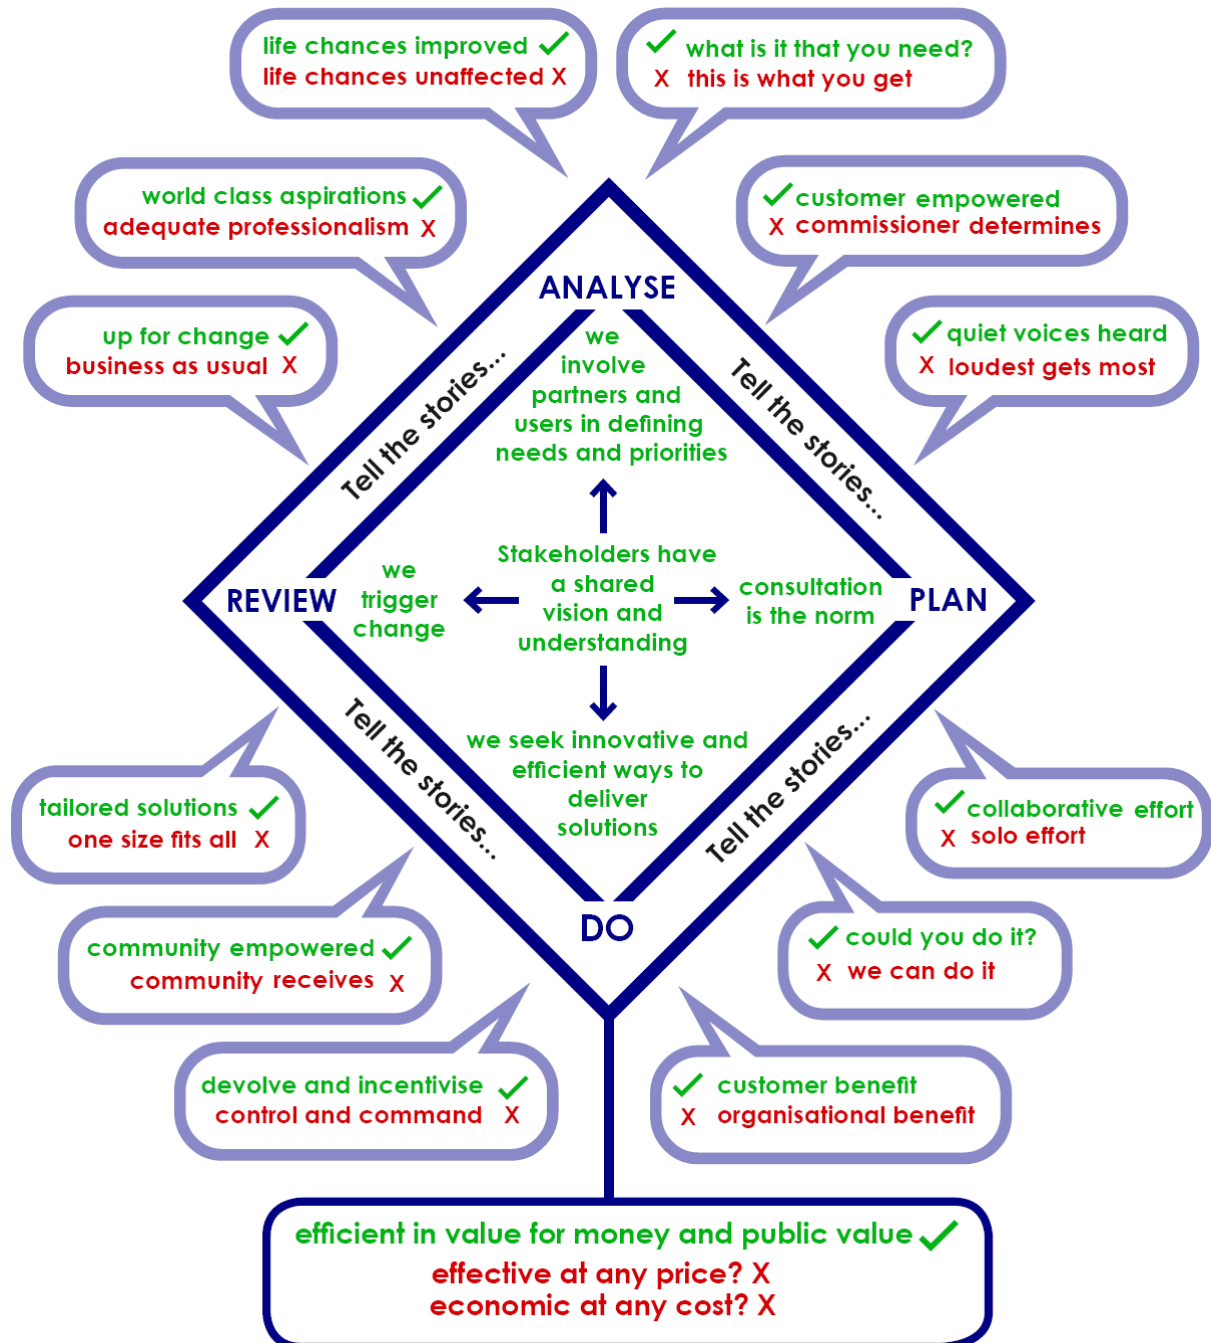 life chances improved ✓
life chances unaffected X
✓ what is it that you need?
X this is what you get
world class aspirations ✓
adequate professionalism X
✓ customer empowered
X commissioner determines
up for change ✓
business as usual X
✓ quiet voices heard
X loudest gets most
ANALYSE
Tell the stories...
Tell the stories...
we
involve
partners and
users in defining
needs and priorities
REVIEW
we
trigger
change
Stakeholders have
a shared
vision and
understanding
consultation
is the norm
PLAN
we seek innovative and
efficient ways to
deliver
solutions
Tell the stories...
Tell the stories...
DO
tailored solutions ✓
one size fits all X
✓ collaborative effort
X solo effort
community empowered ✓
community receives X
✓ could you do it?
X we can do it
devolve and incentivise ✓
control and command X
✓ customer benefit
X organisational benefit
efficient in value for money and public value ✓
effective at any price? X
economic at any cost? X